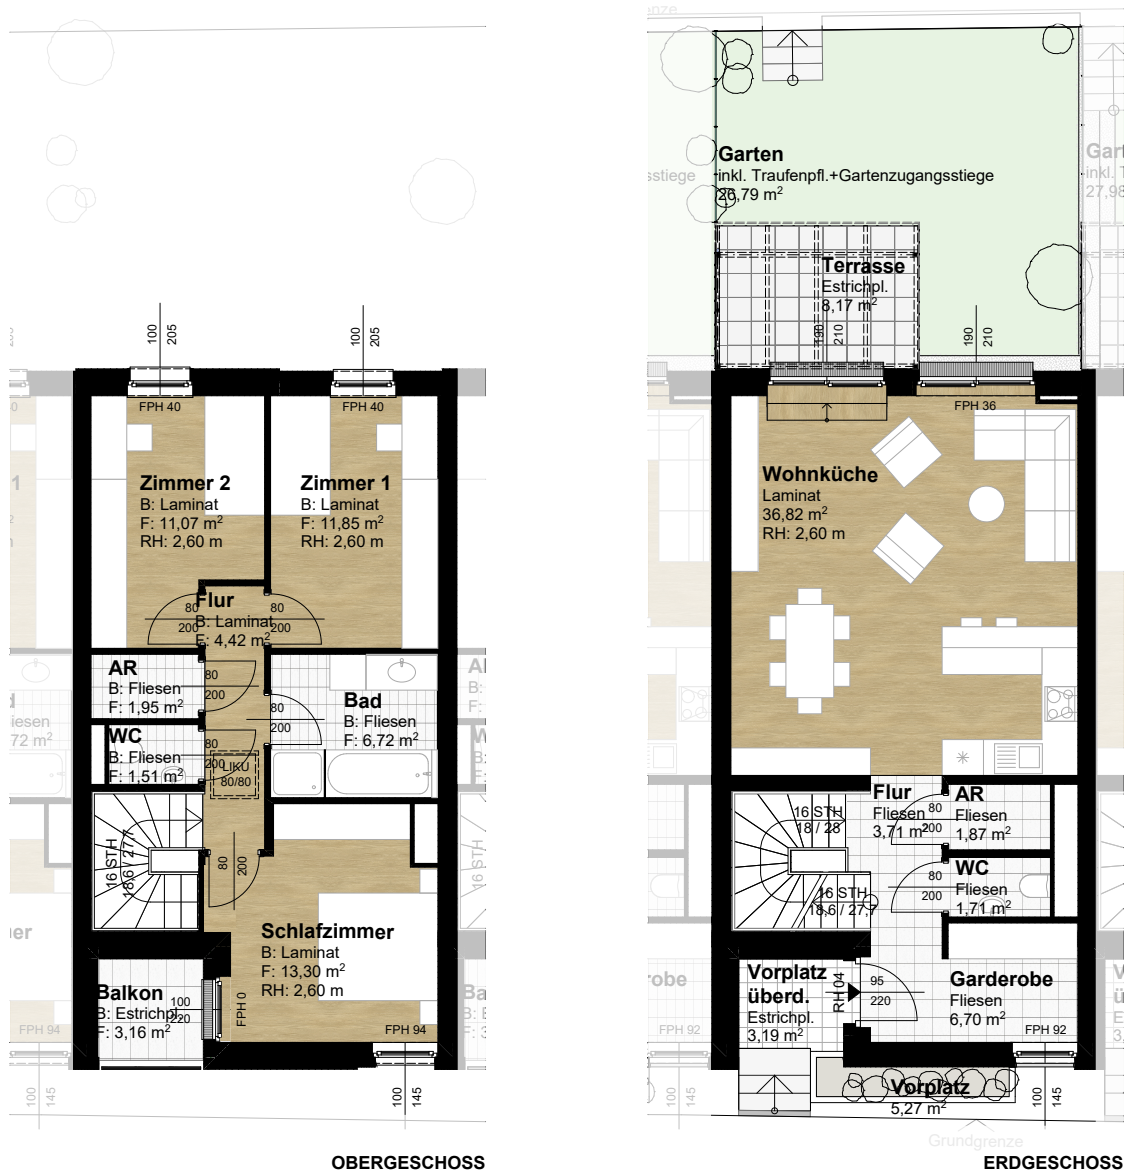 100
205
100
205
FPH 40
FPH 40
Zimmer 2
B: Laminat
F: 11,07 m²
RH: 2,60 m
Zimmer 1
B: Laminat
F: 11,85 m²
RH: 2,60 m
80
200
Flur
B: Laminat
F: 4,42 m²
80
200
AR
B: Fliesen
F: 1,95 m²
80
200
Bad
B: Fliesen
F: 6,72 m²
80
200
WC
B: Fliesen
F: 1,51 m²
80
200
LIKU
80/80
16 STH
18,6 / 27,7
80
200
Schlafzimmer
B: Laminat
F: 13,30 m²
RH: 2,60 m
Balkon
B: Estrichpl.
F: 3,16 m²
100
220
FPH 0
FPH 94
FPH 94
100
145
100
145
OBERGESCHOSS
Garten
inkl. Traufenpfl.+Gartenzugangsstiege
26,79 m²
Terrasse
Estrichpl.
8,17 m²
190
210
190
210
FPH 36
Wohnküche
Laminat
36,82 m²
RH: 2,60 m
Flur
Fliesen
3,71 m²
80
200
AR
Fliesen
1,87 m²
16 STH
18 / 28
80
200
WC
Fliesen
1,71 m²
16 STH
18,6 / 27,7
Vorplatz
überd.
Estrichpl.
3,19 m²
RH 04
95
220
Garderobe
Fliesen
6,70 m²
FPH 92
FPH 92
Vorplatz
5,27 m²
100
145
100
145
Grundgrenze
ERDGESCHOSS